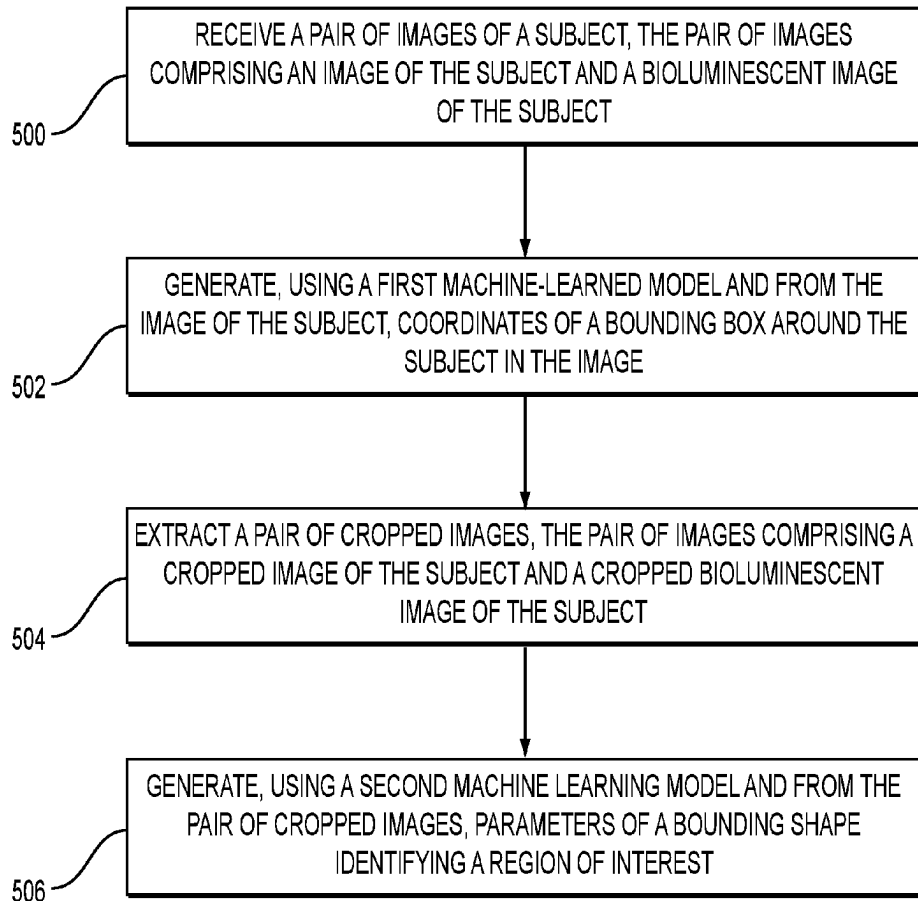 RECEIVE A PAIR OF IMAGES OF A SUBJECT, THE PAIR OF IMAGES
COMPRISING AN IMAGE OF THE SUBJECT AND A BIOLUMINESCENT IMAGE
OF THE SUBJECT
500
GENERATE, USING A FIRST MACHINE-LEARNED MODEL AND FROM THE
IMAGE OF THE SUBJECT, COORDINATES OF A BOUNDING BOX AROUND THE
SUBJECT IN THE IMAGE
502
EXTRACT A PAIR OF CROPPED IMAGES, THE PAIR OF IMAGES COMPRISING A
CROPPED IMAGE OF THE SUBJECT AND A CROPPED BIOLUMINESCENT
IMAGE OF THE SUBJECT
504
GENERATE, USING A SECOND MACHINE LEARNING MODEL AND FROM THE
PAIR OF CROPPED IMAGES, PARAMETERS OF A BOUNDING SHAPE
IDENTIFYING A REGION OF INTEREST
506